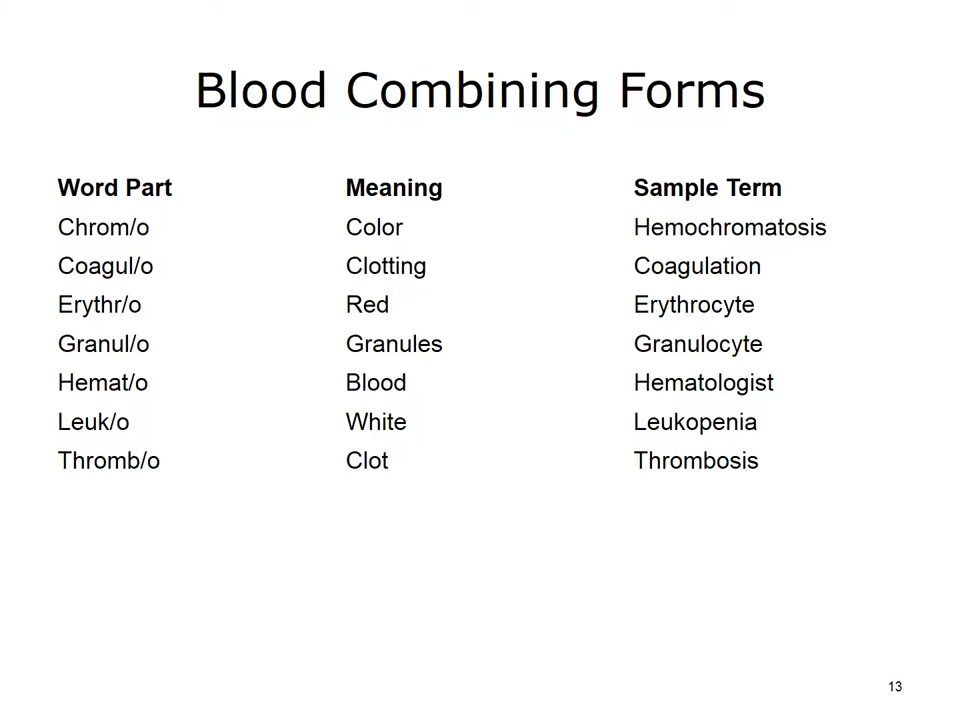 Blood Combining Forms
Word Part Meaning Sample Term
Chrom/o Color Hemochromatosis
Coagul/o Clotting Coagulation
Erythr/o Red Erythrocyte
Granul/o Granules Granulocyte
Hemat/o Blood Hematologist
Leuk/o White Leukopenia
Thromb/o Clot Thrombosis
13